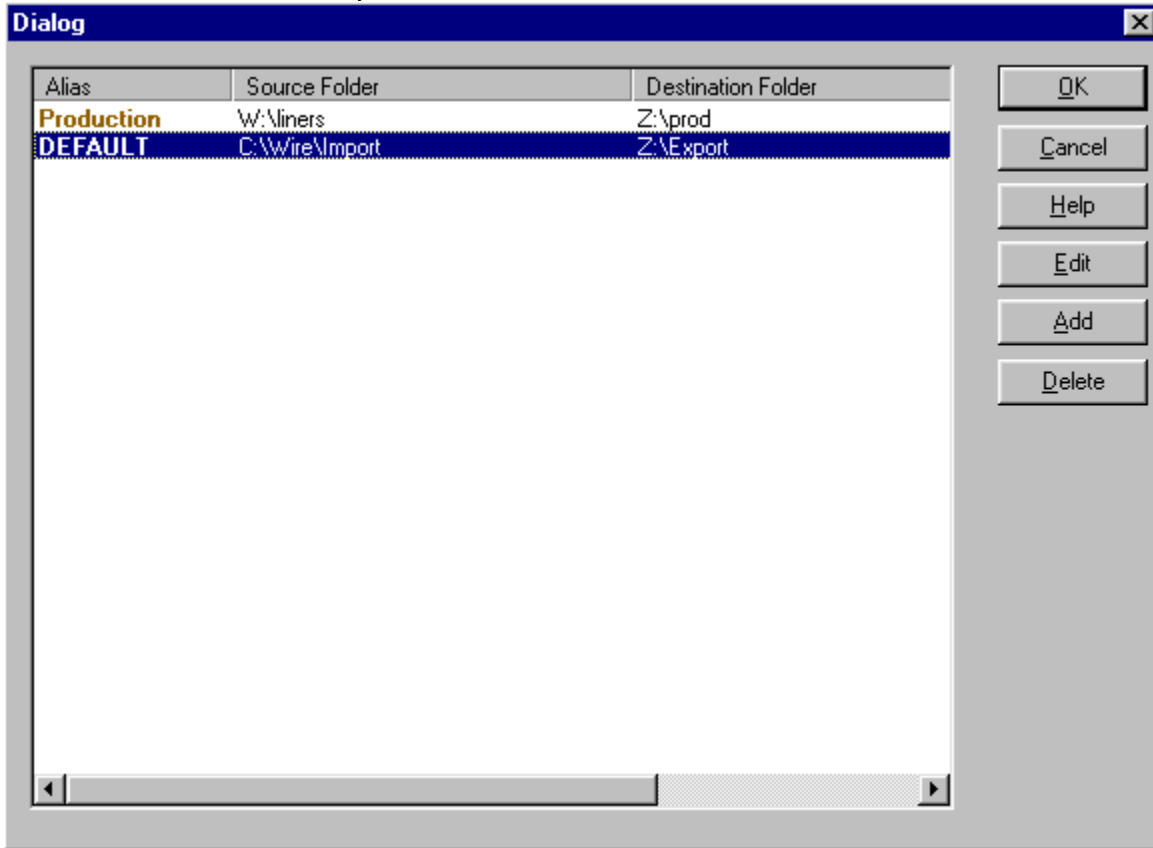 Dialog
Alias Source Folder Destination Folder
Production W:\liners Z:\prod
DEFAULT C:\Wire\Import Z:\Export
OK
Cancel
Help
Edit
Add
Delete